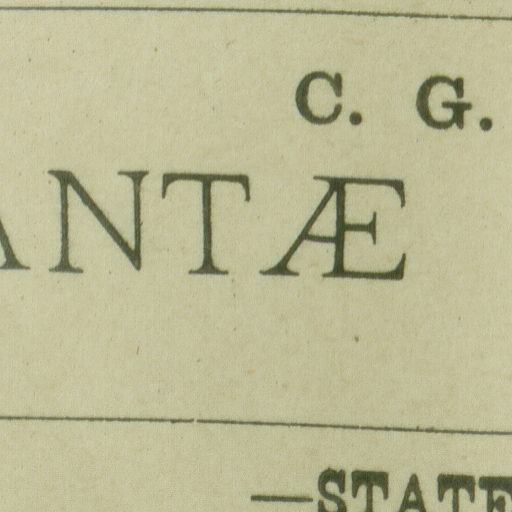 C. G.
ANTÆ
—STATE